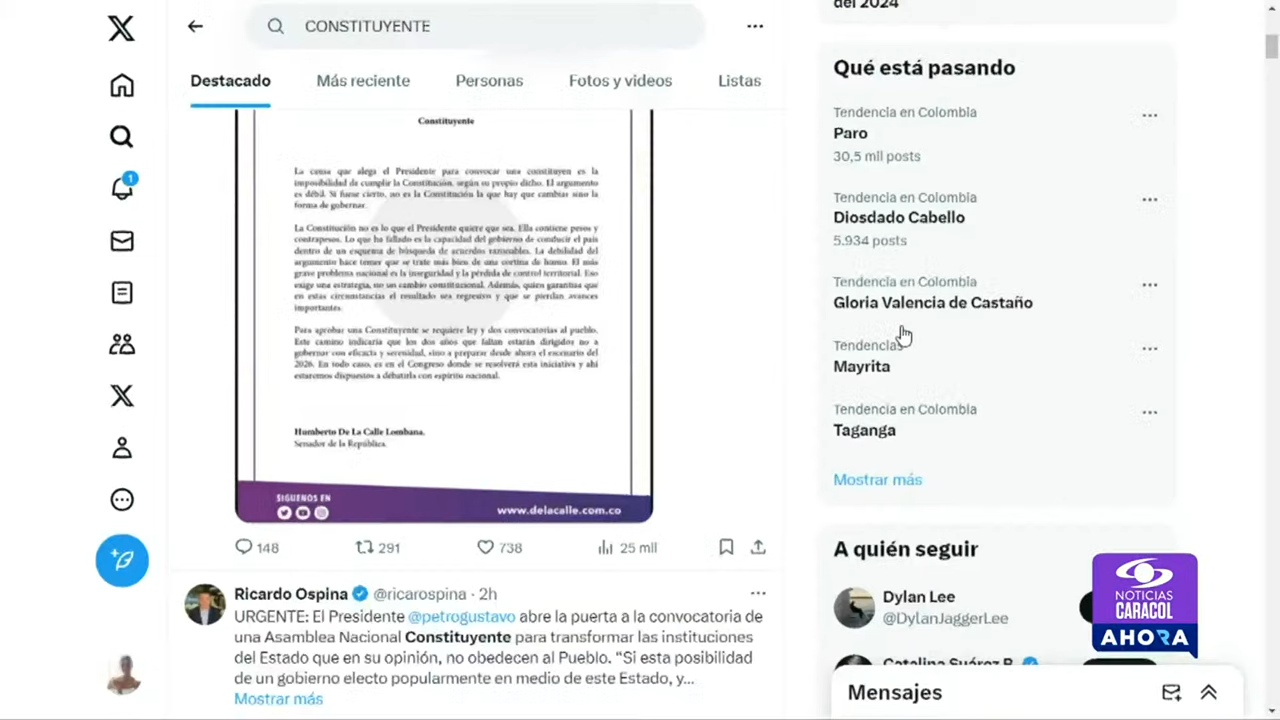 CONSTITUYENTE
Destacado
Más reciente
Personas
Fotos y videos
Listas
Constituyente
La causa que alega el Presidente para convocar una constituyen es la
imposibilidad de cumplir la Constitución, según su propio dicho. El argumento
es débil. Si fuese cierto, no es la Constitución la que hay que cambiar sino la
forma de gobernar.
La Constitución no es lo que el Presidente quiere que sea. Ella contiene pesos y
contrapesos. Lo que ha fallado es la capacidad del gobierno de conducir el país
dentro de un esquema de búsqueda de acuerdos razonables. La debilidad del
argumento hace temer que se trate más bien de una cortina de humo. El más
grave problema nacional es la inseguridad y la pérdida de control territorial. Eso
exige una estrategia, no un cambio constitucional. Además, quien garantiza que
en estas circunstancias el resultado sea regresivo y que se pierdan avances
importantes.
Para aprobar una Constituyente se requiere ley y dos convocatorias al pueblo.
Este camino indicaría que los dos años que faltan estarán dirigidos no a
gobernar con eficacia y serenidad, sino a preparar desde ahora el escenario del
2026. En todo caso, es en el Congreso donde se resolverá esta iniciativa y ahí
estaremos dispuestos a debatirla con espíritu nacional.
Humberto De La Calle Lombana.
Senador de la República.
SIGUENOS EN
www.delacalle.com.co
148
291
738
25 mil
Ricardo Ospina @ricarospina · 2h
URGENTE: El Presidente @petrogustavo abre la puerta a la convocatoria de
una Asamblea Nacional Constituyente para transformar las instituciones
del Estado que en su opinión, no obedecen al Pueblo. “Si esta posibilidad
de un gobierno electo popularmente en medio de este Estado, y...
Mostrar más
1
del 2024
Qué está pasando
Tendencia en Colombia
Paro
30,5 mil posts
Tendencia en Colombia
Diosdado Cabello
5.934 posts
Tendencia en Colombia
Gloria Valencia de Castaño
Tendencias
Mayrita
Tendencia en Colombia
Taganga
Mostrar más
A quién seguir
Dylan Lee
@DylanJaggerLee
Catalina Suárez B
NOTICIAS
CARACOL
AHORA
Mensajes